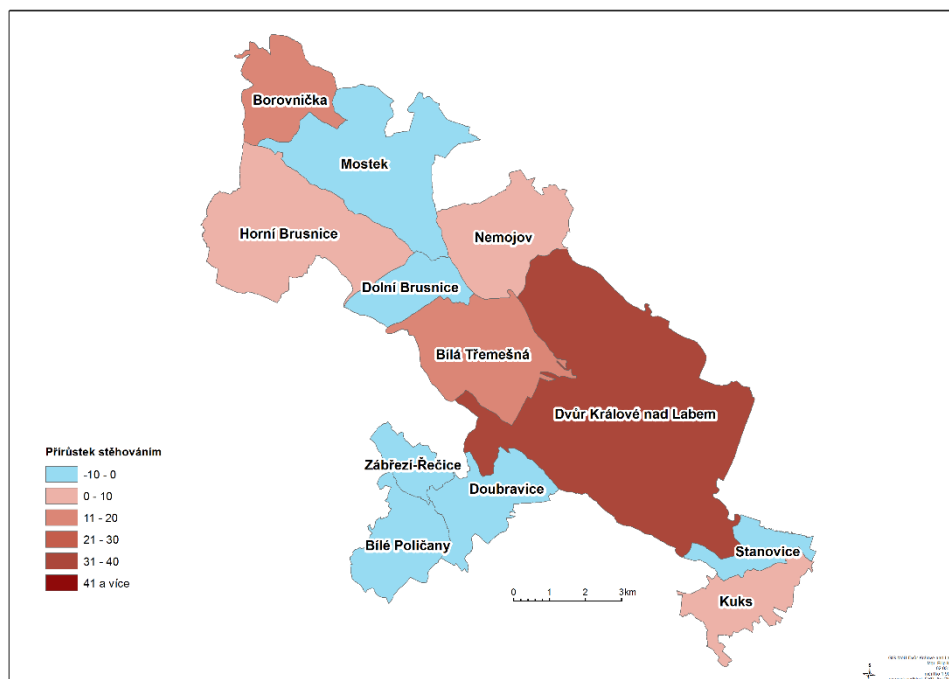 Borovnička
Mostek
Horní Brusnice
Nemojov
Dolní Brusnice
Bílá Třemešná
Dvůr Králové nad Labem
Zábřezí-Řečice
Doubravice
Bílé Poličany
Stanovice
Kuks
Přírůstek stěhováním
-10 - 0
0 - 10
11 - 20
21 - 30
31 - 40
41 a více
0 1 2 3km